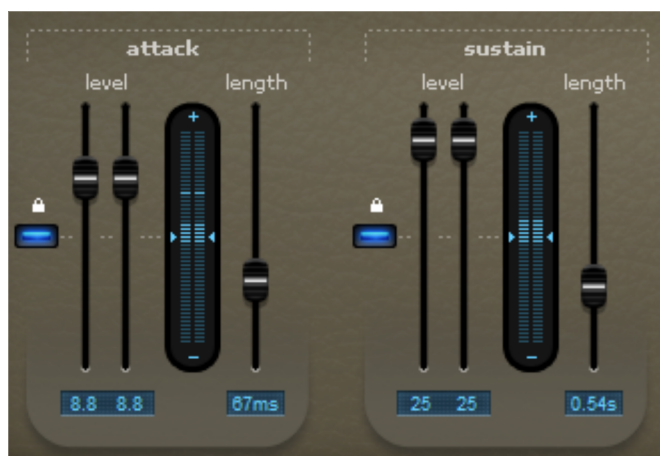 attack
level length
+
−
8.8 8.8 67ms
sustain
level length
+
−
25 25 0.54s